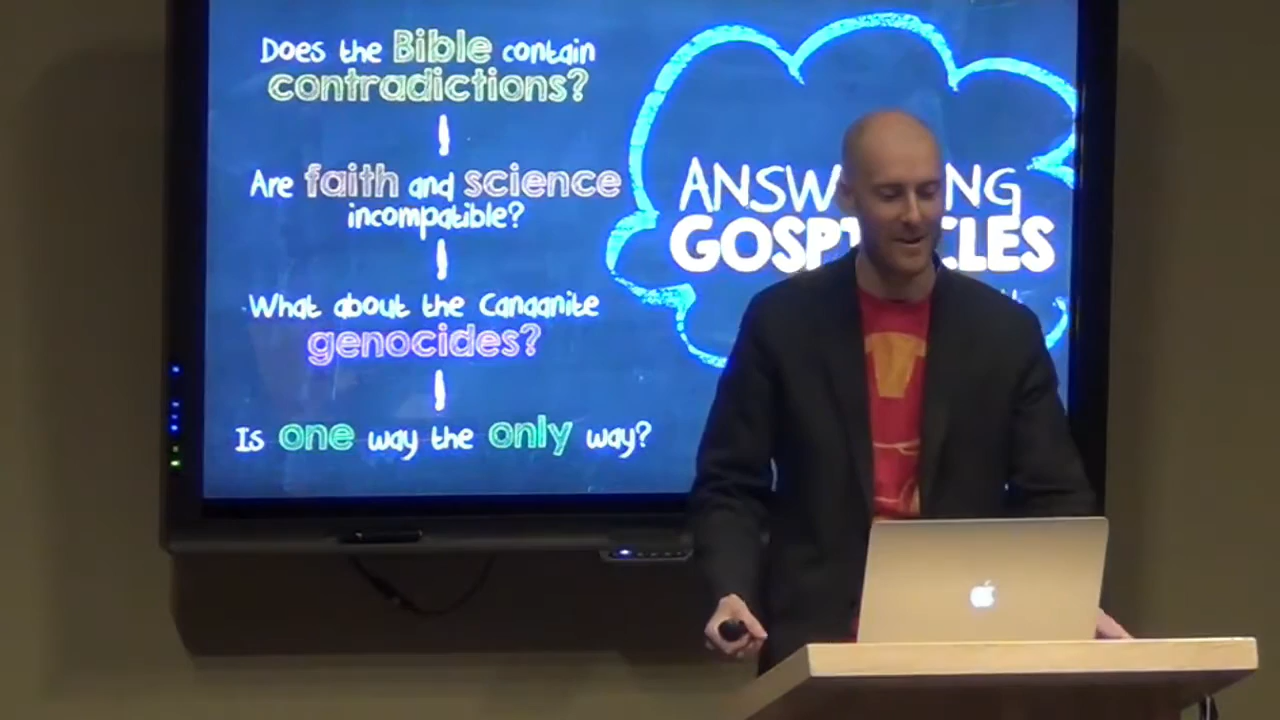 Does the Bible contain
contradictions?
Are faith and science
incompatible?
What about the Canaanite
genocides?
Is one way the only way?
ANSW NG
GOSP CLES